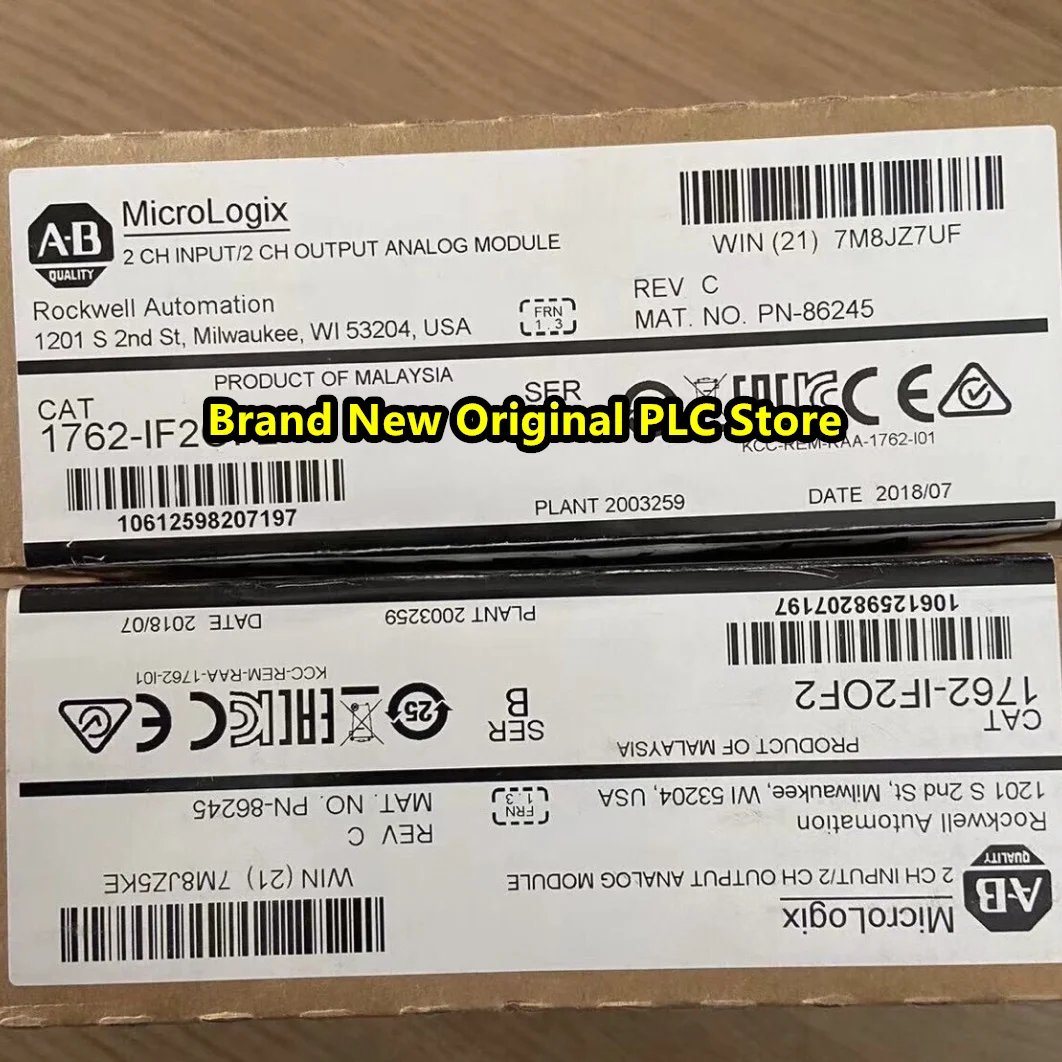 A·B
QUALITY
MicroLogix
2 CH INPUT/2 CH OUTPUT ANALOG MODULE
WIN (21) 7M8JZ7UF
Rockwell Automation
1201 S 2nd St, Milwaukee, WI 53204, USA
FRN
1.3
REV C
MAT. NO. PN-86245
PRODUCT OF MALAYSIA
CAT
SER
1762-IF2
Brand New Original PLC Store
KCC-REM-RAA-1762-I01
10612598207197
PLANT 2003259
DATE 2018/07
A·B
QUALITY
MicroLogix
2 CH INPUT/2 CH OUTPUT ANALOG MODULE
WIN (21) 7M8JZ5KE
Rockwell Automation
1201 S 2nd St, Milwaukee, WI 53204, USA
FRN
1.3
REV C
MAT. NO. PN-86245
PRODUCT OF MALAYSIA
CAT
1762-IF2OF2
SER
B
25
EAC
KC
CE
KCC-REM-RAA-1762-I01
10612598207197
PLANT 2003259
DATE 2018/07